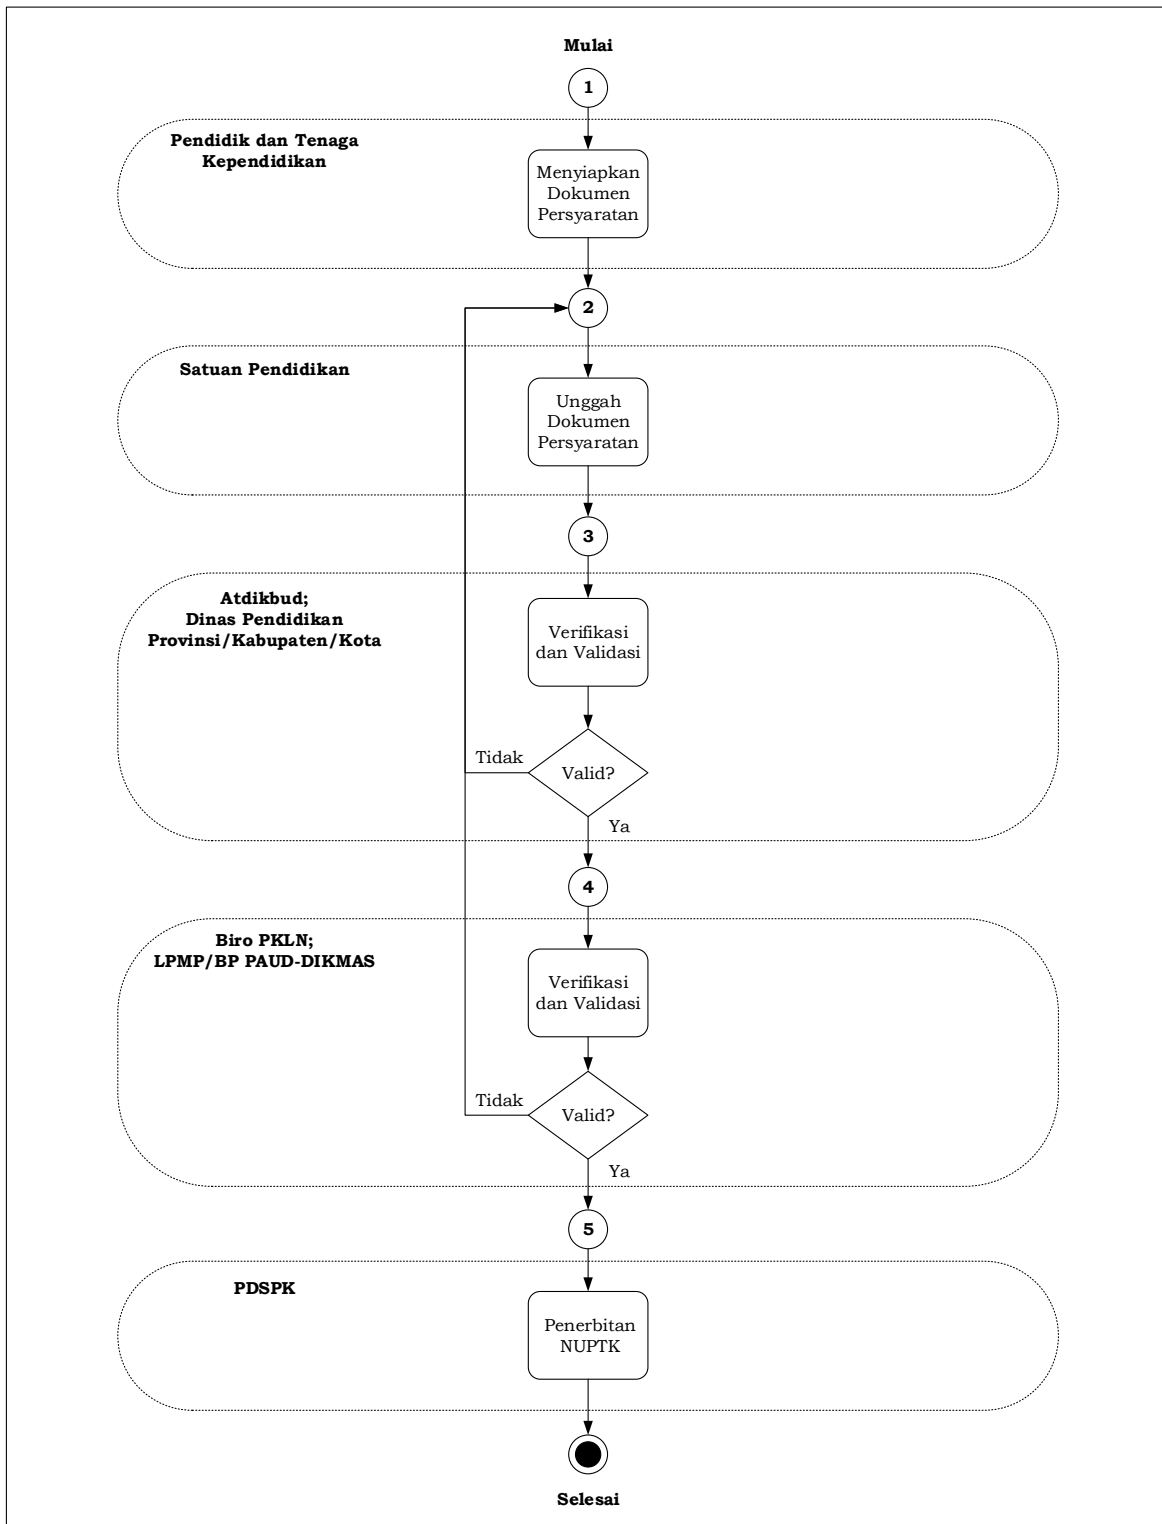 Mulai
1
Pendidik dan Tenaga
Kependidikan
Menyiapkan
Dokumen
Persyaratan
2
Satuan Pendidikan
Unggah
Dokumen
Persyaratan
3
Atdikbud;
Dinas Pendidikan
Provinsi/Kabupaten/Kota
Verifikasi
dan Validasi
Tidak
Valid?
Ya
4
Biro PKLN;
LPMP/BP PAUD-DIKMAS
Verifikasi
dan Validasi
Tidak
Valid?
Ya
5
PDSPK
Penerbitan
NUPTK
Selesai